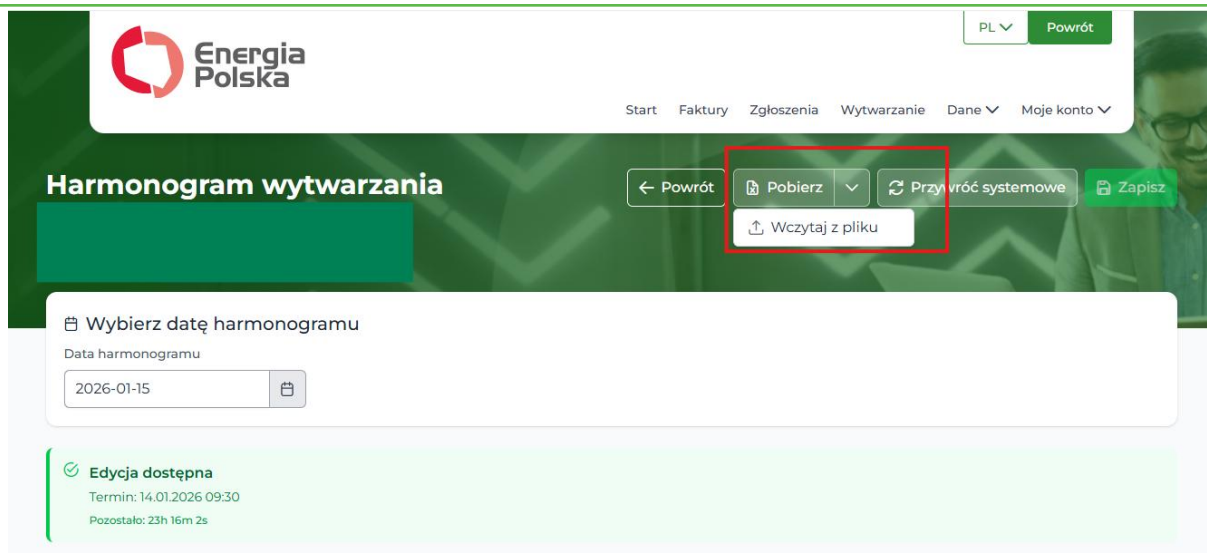 PL
Powrót
Energia
Polska
Start Faktury Zgłoszenia Wytwarzanie Dane Moje konto
Harmonogram wytwarzania
Powrót Pobierz Przywróć systemowe Zapisz
Wczytaj z pliku
Wybierz datę harmonogramu
Data harmonogramu
2026-01-15
Edycja dostępna
Termin: 14.01.2026 09:30
Pozostało: 23h 16m 2s